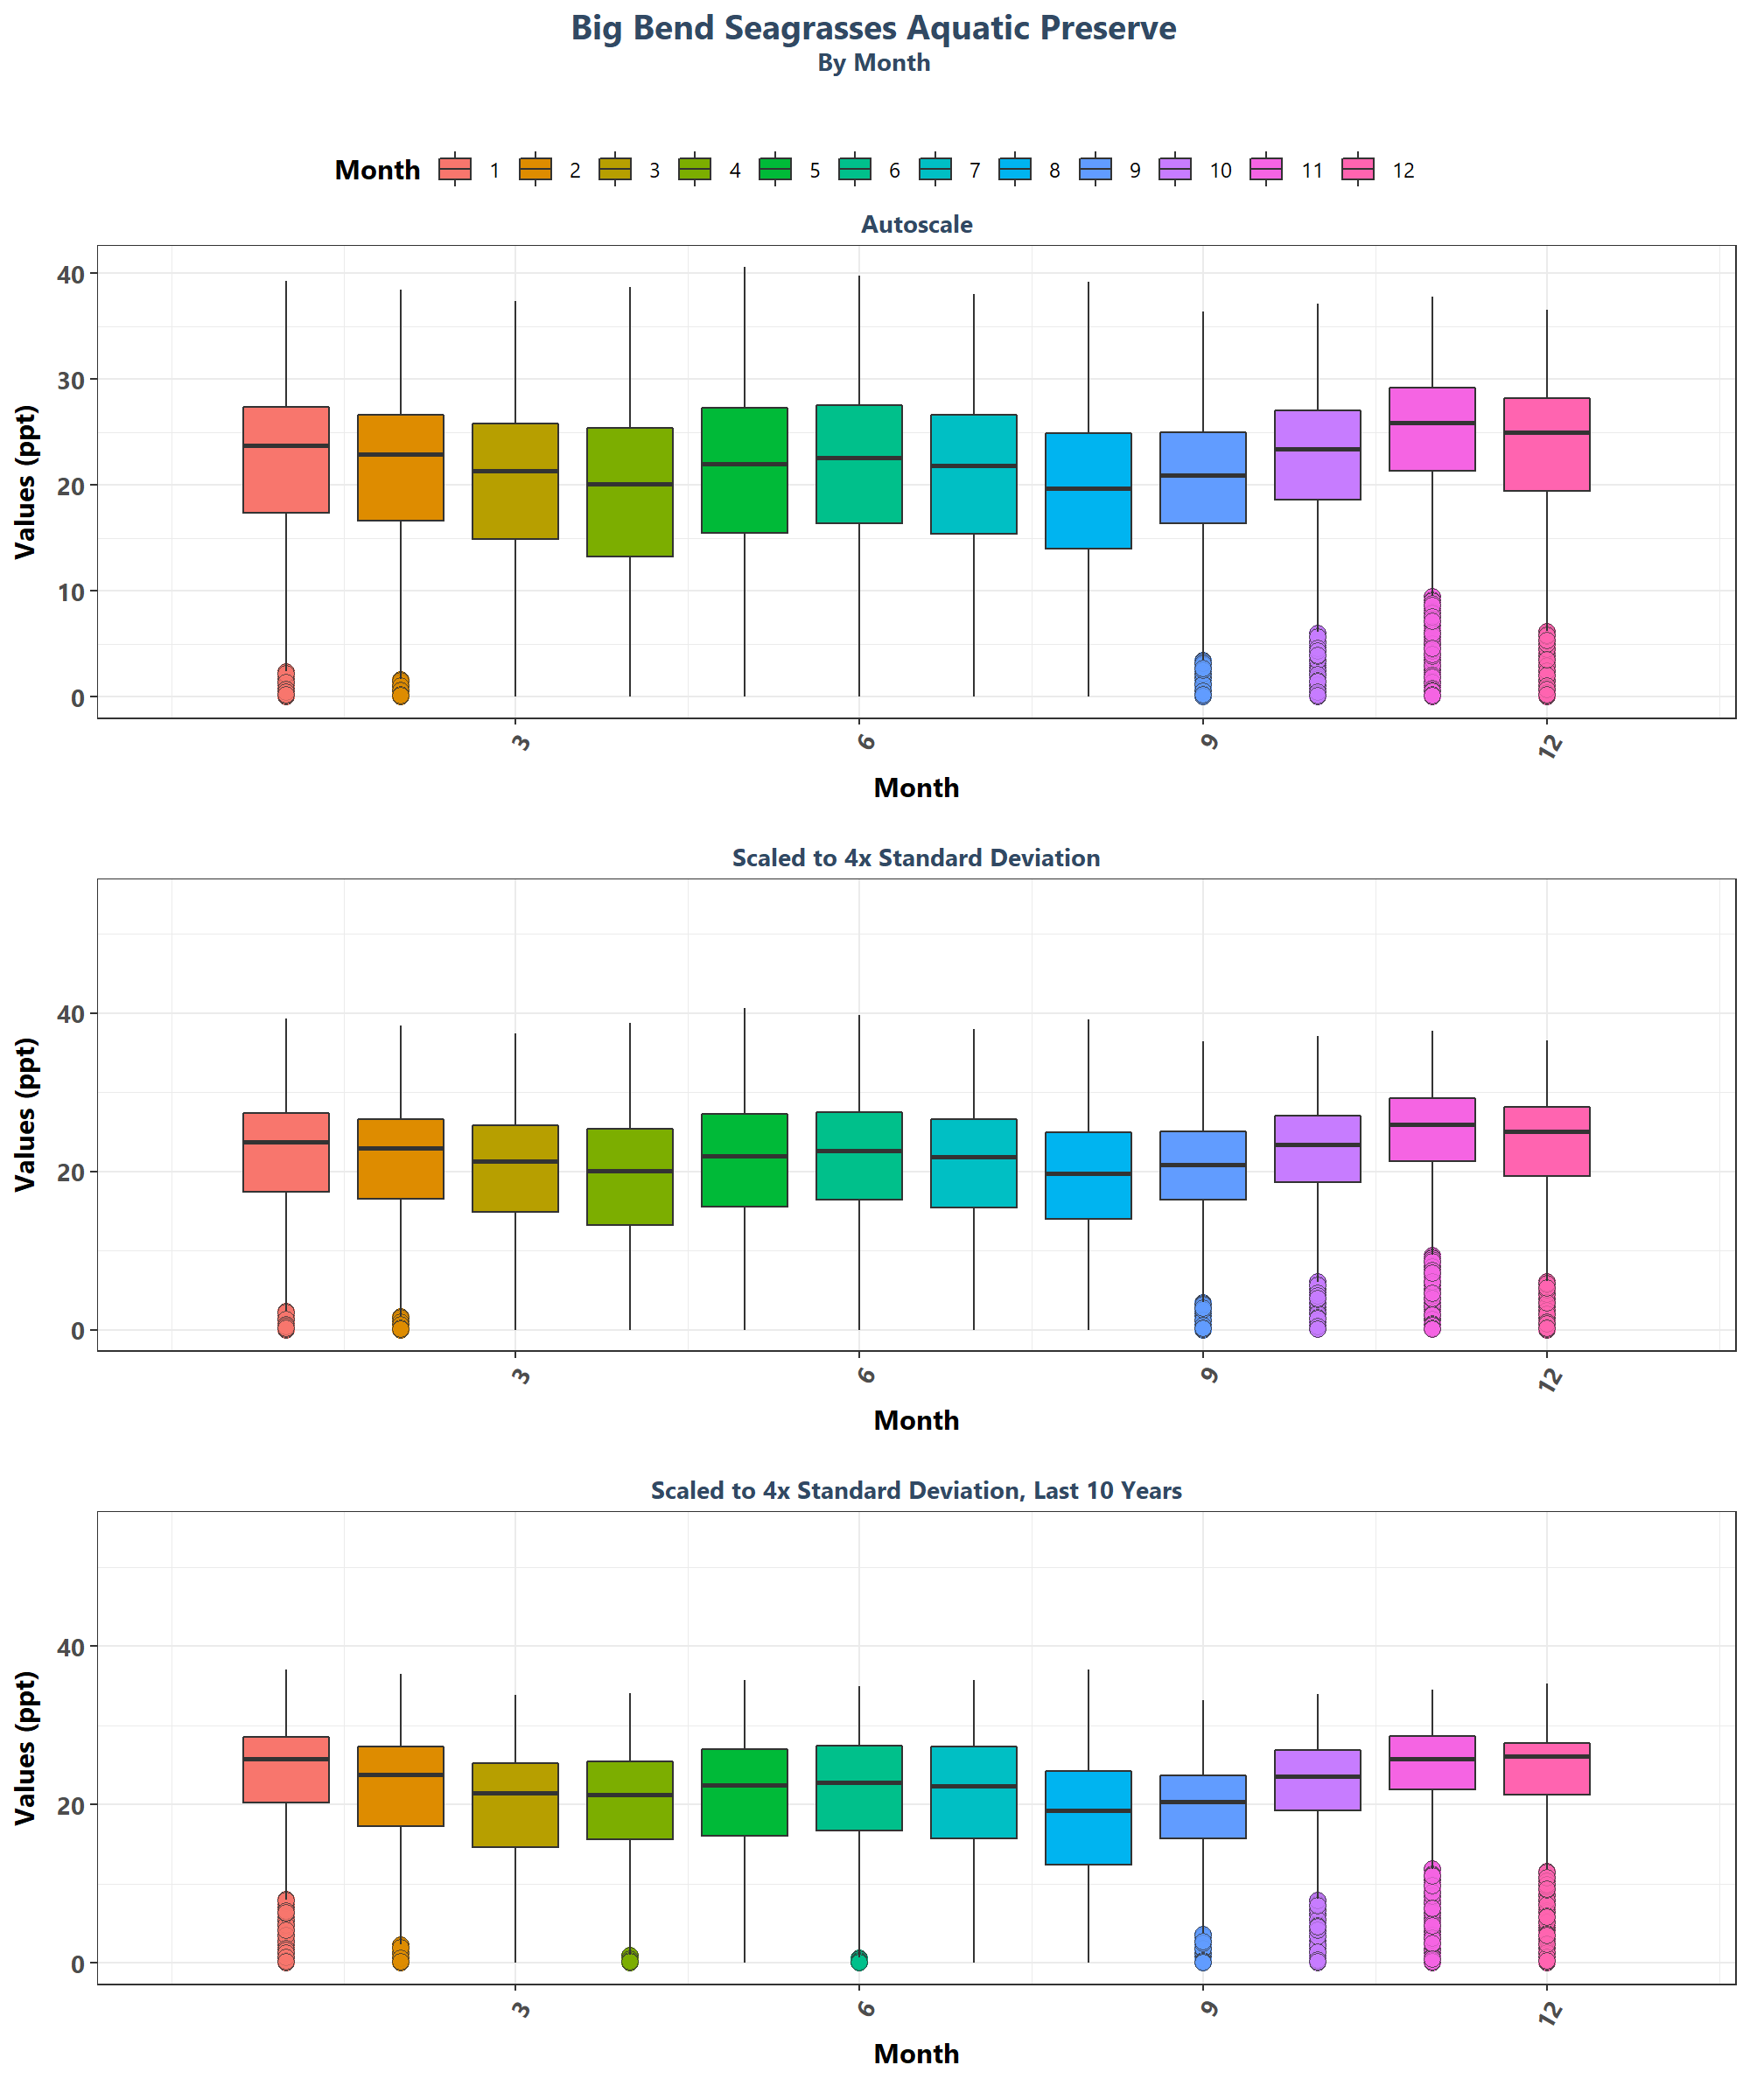 Big Bend Seagrasses Aquatic Preserve
By Month
Month 1 2 3 4 5 6 7 8 9 10 11 12
Autoscale
Values (ppt)
40
30
20
10
0
3 6 9 12
Month
Scaled to 4x Standard Deviation
Values (ppt)
40
20
0
3 6 9 12
Month
Scaled to 4x Standard Deviation, Last 10 Years
Values (ppt)
40
20
0
3 6 9 12
Month